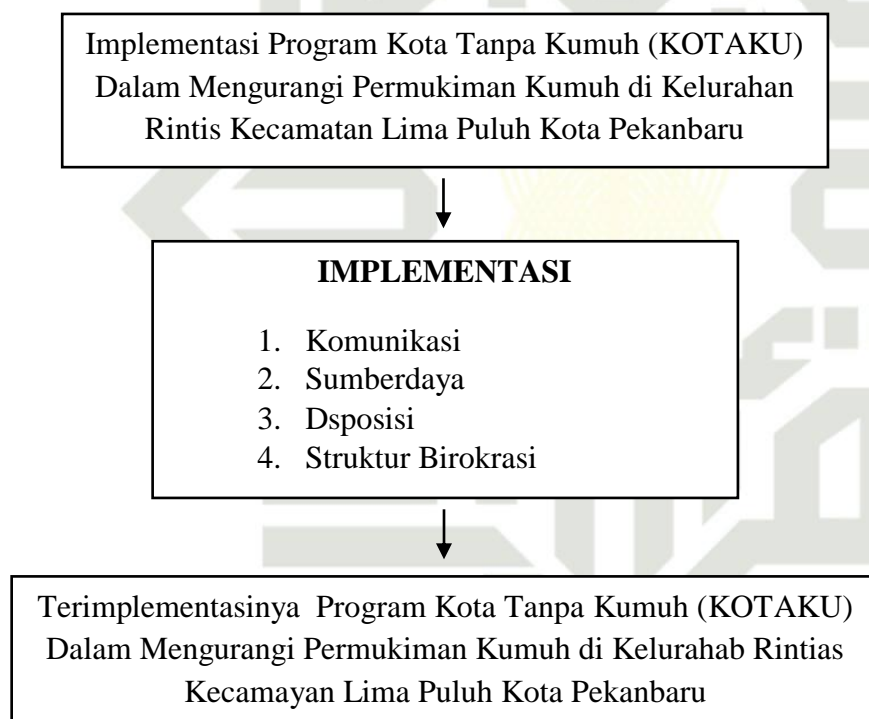 Implementasi Program Kota Tanpa Kumuh (KOTAKU)
Dalam Mengurangi Permukiman Kumuh di Kelurahan
Rintis Kecamatan Lima Puluh Kota Pekanbaru
IMPLEMENTASI
1. Komunikasi
2. Sumberdaya
3. Dsposisi
4. Struktur Birokrasi
Terimplementasinya Program Kota Tanpa Kumuh (KOTAKU)
Dalam Mengurangi Permukiman Kumuh di Kelurahab Rintias
Kecamayan Lima Puluh Kota Pekanbaru